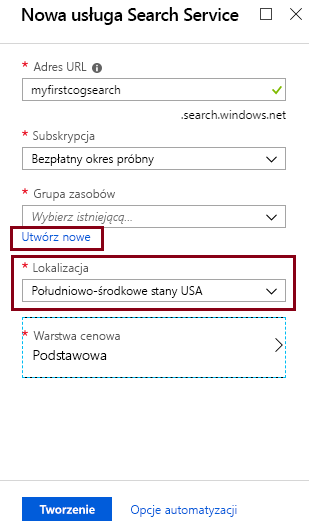 Nowa usługa Search Service
* Adres URL
myfirstcogsearch
.search.windows.net
* Subskrypcja
Bezpłatny okres próbny
* Grupa zasobów
Wybierz istniejącą...
Utwórz nowe
* Lokalizacja
Południowo-środkowe stany USA
* Warstwa cenowa
Podstawowa
Tworzenie Opcje automatyzacji